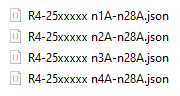 R4-25xxxxx n1A-n28A.json
R4-25xxxxx n2A-n28A.json
R4-25xxxxx n3A-n28A.json
R4-25xxxxx n4A-n28A.json